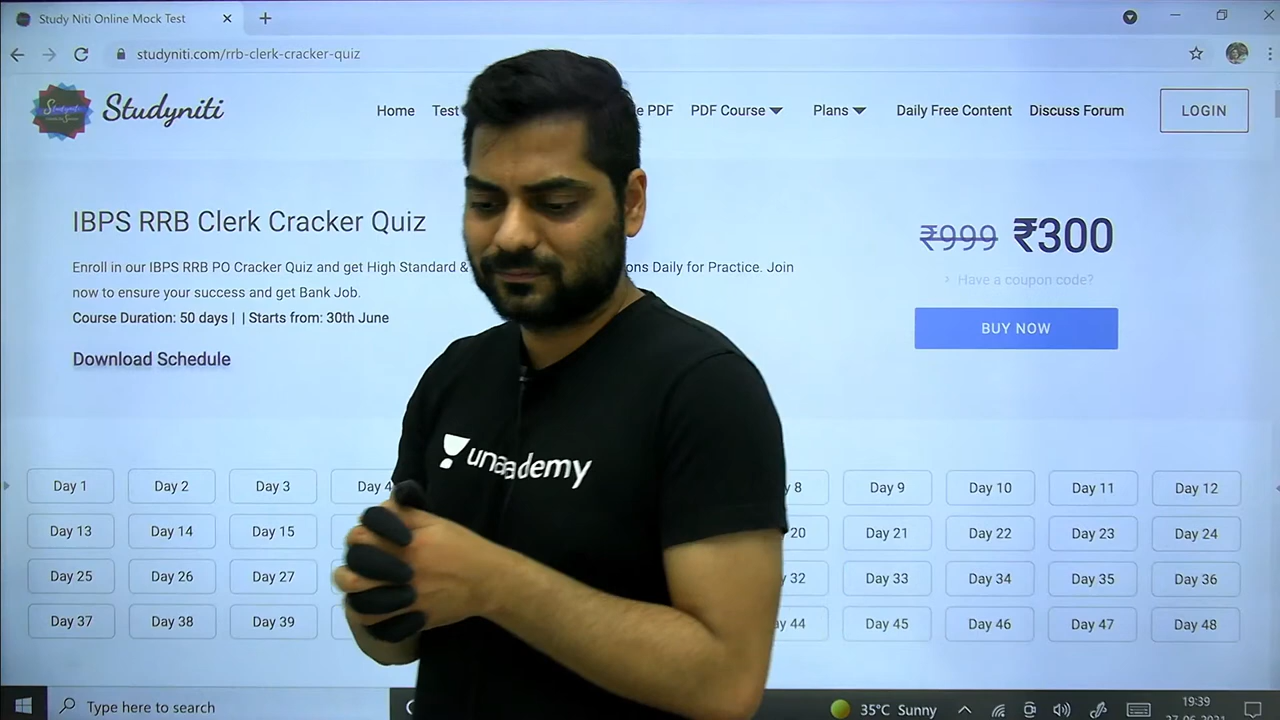 Study Niti Online Mock Test
studyniti.com/rrb-clerk-cracker-quiz
Studyniti
Home Test PDF PDF Course Plans Daily Free Content Discuss Forum LOGIN
IBPS RRB Clerk Cracker Quiz
₹999 ₹300
Enroll in our IBPS RRB PO Cracker Quiz and get High Standard & Daily for Practice. Join
now to ensure your success and get Bank Job.
Have a coupon code?
Course Duration: 50 days | | Starts from: 30th June
BUY NOW
Download Schedule
unacademy
Day 1 Day 2 Day 3 Day 4 8 Day 9 Day 10 Day 11 Day 12
Day 13 Day 14 Day 15 20 Day 21 Day 22 Day 23 Day 24
Day 25 Day 26 Day 27 32 Day 33 Day 34 Day 35 Day 36
Day 37 Day 38 Day 39 44 Day 45 Day 46 Day 47 Day 48
Type here to search 35°C Sunny 19:39